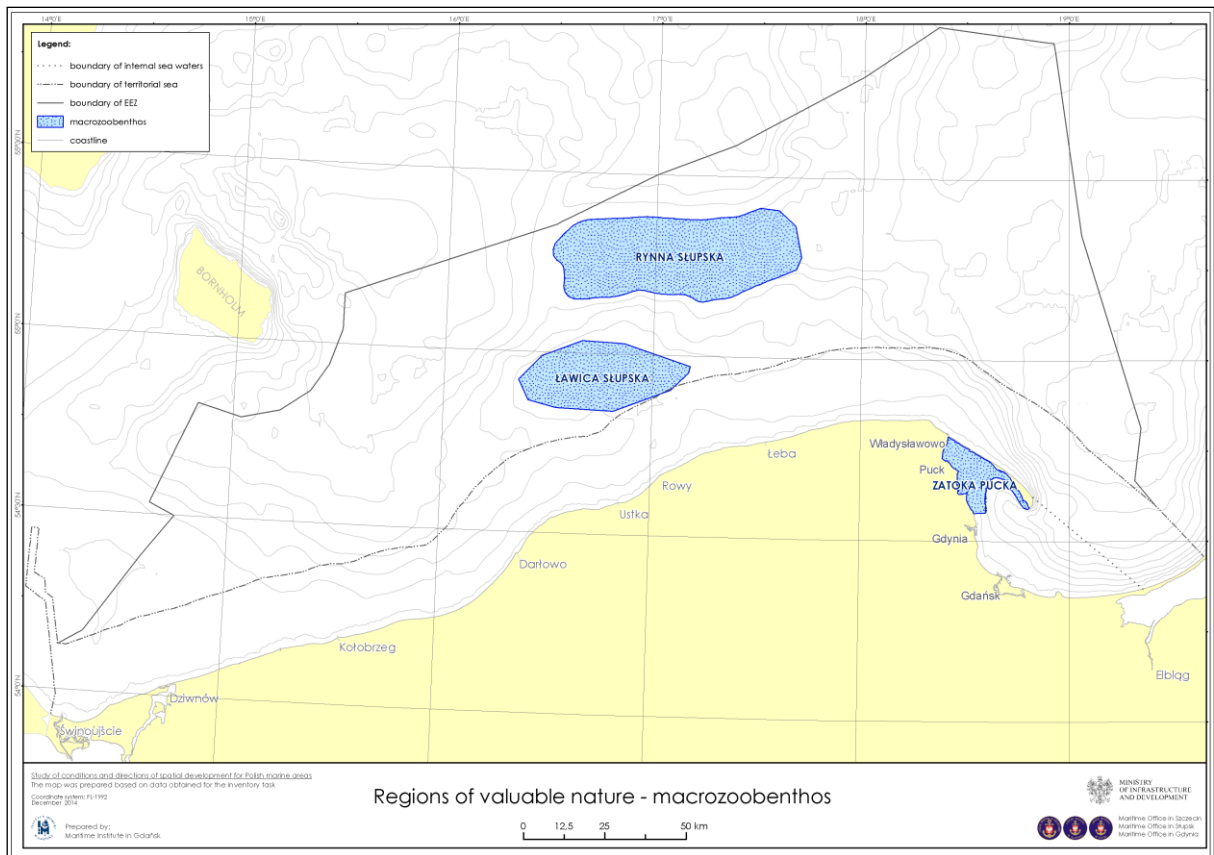 14°0'E 15°0'E 16°0'E 17°0'E 18°0'E 19°0'E
Legend:
boundary of internal sea waters
boundary of territorial sea
boundary of EEZ
macrozoobenthos
coastline
BORNHOLM
RYNNA SŁUPSKA
ŁAWICA SŁUPSKA
Władysławowo
Puck
ZATOKA PUCKA
Łeba
Rowy
Ustka
Gdynia
Darłowo
Gdańsk
Kołobrzeg
Elbląg
Dziwnów
Świnoujście
Study of conditions and directions of spatial development for Polish marine areas
The map was prepared based on data obtained for the inventory task
Coordinate system: PL-1992
December 2014
Prepared by:
Maritime Institute in Gdańsk
Regions of valuable nature - macrozoobenthos
0 12,5 25 50 km
MINISTRY
OF INFRASTRUCTURE
AND DEVELOPMENT
Maritime Office in Szczecin
Maritime Office in Słupsk
Maritime Office in Gdynia